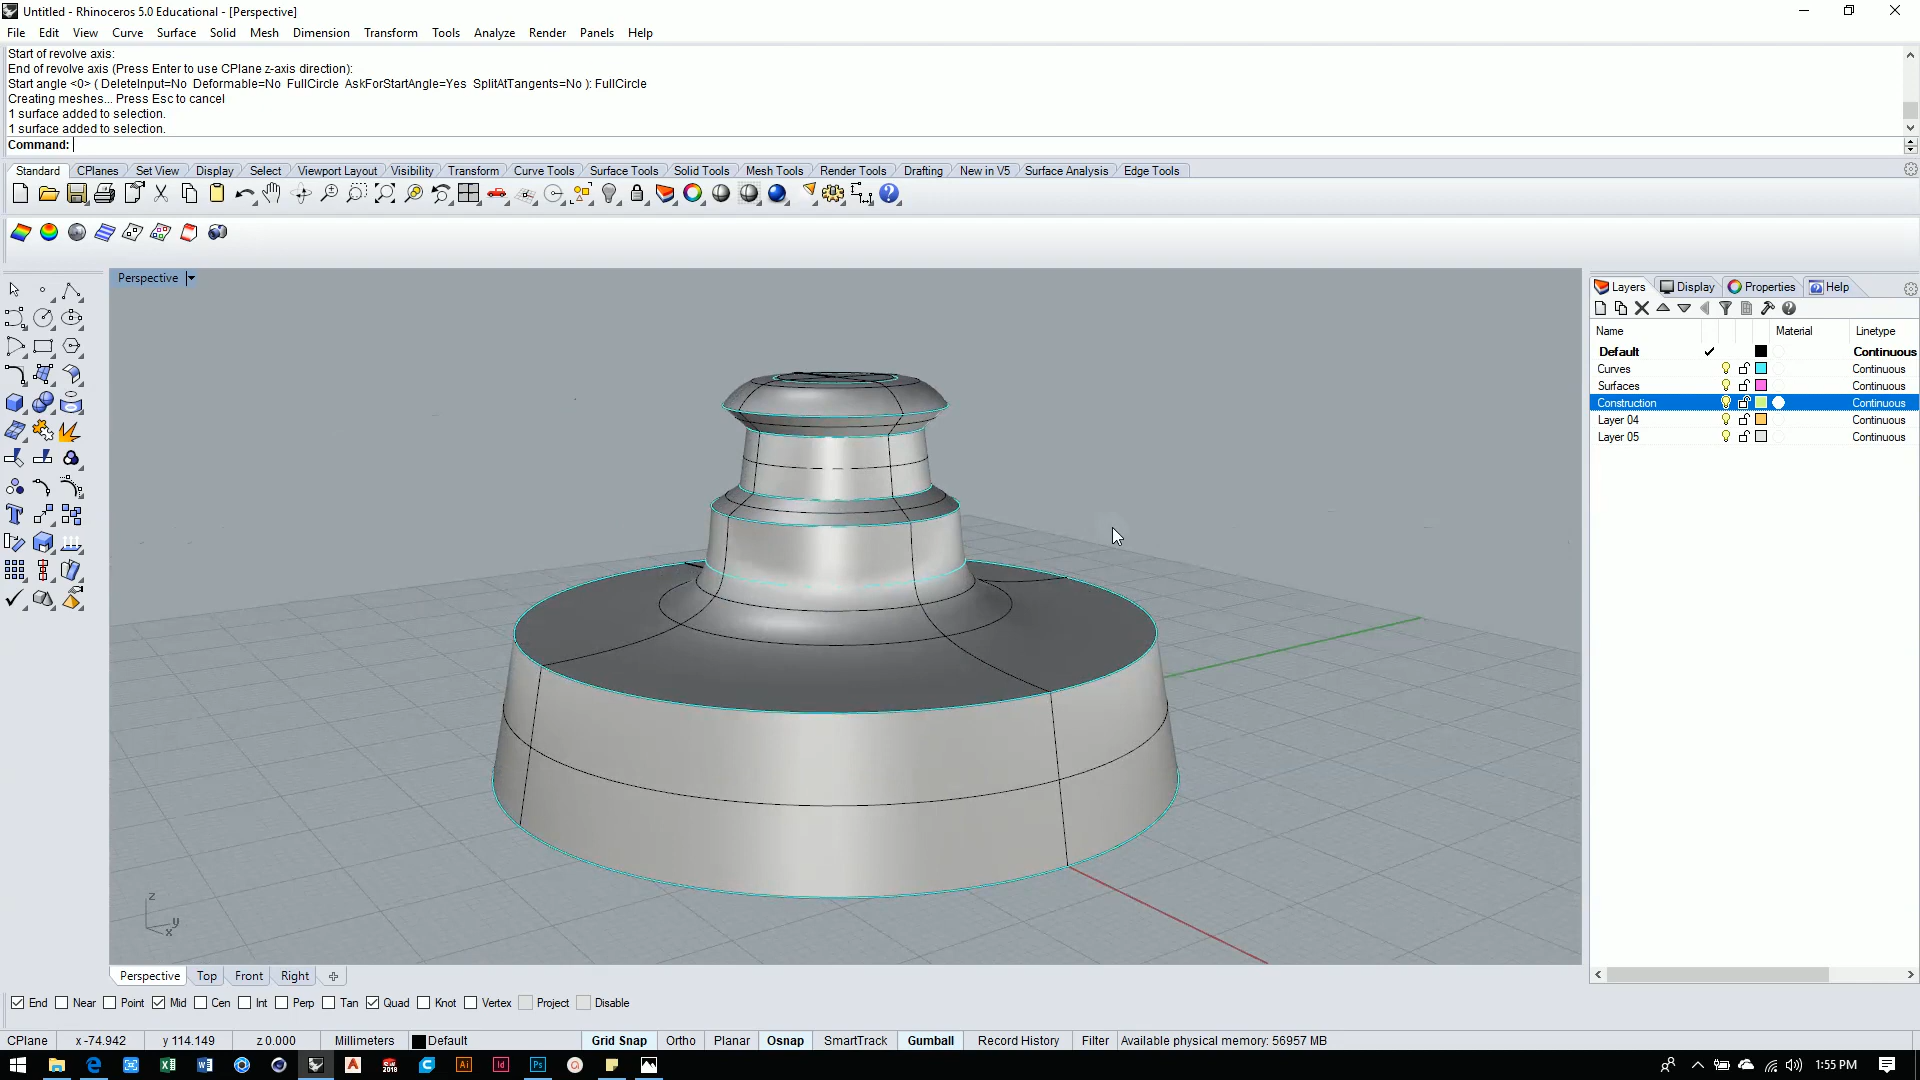 Untitled - Rhinoceros 5.0 Educational - [Perspective]
File Edit View Curve Surface Solid Mesh Dimension Transform Tools Analyze Render Panels Help
Start of revolve axis:
End of revolve axis (Press Enter to use CPlane z-axis direction):
Start angle <0> ( DeleteInput=No Deformable=No FullCircle AskForStartAngle=Yes SplitAtTangents=No ): FullCircle
Creating meshes... Press Esc to cancel
1 surface added to selection.
1 surface added to selection.
Command:
Standard CPlanes Set View Display Select Viewport Layout Visibility Transform Curve Tools Surface Tools Solid Tools Mesh Tools Render Tools Drafting New in V5 Surface Analysis Edge Tools
Perspective
Layers Display Properties Help
Name Material Linetype
Default Continuous
Curves Continuous
Surfaces Continuous
Construction Continuous
Layer 04 Continuous
Layer 05 Continuous
z
y
x
Perspective Top Front Right
End Near Point Mid Cen Int Perp Tan Quad Knot Vertex Project Disable
CPlane x -74.942 y 114.149 z 0.000 Millimeters Default Grid Snap Ortho Planar Osnap SmartTrack Gumball Record History Filter Available physical memory: 56957 MB
1:55 PM